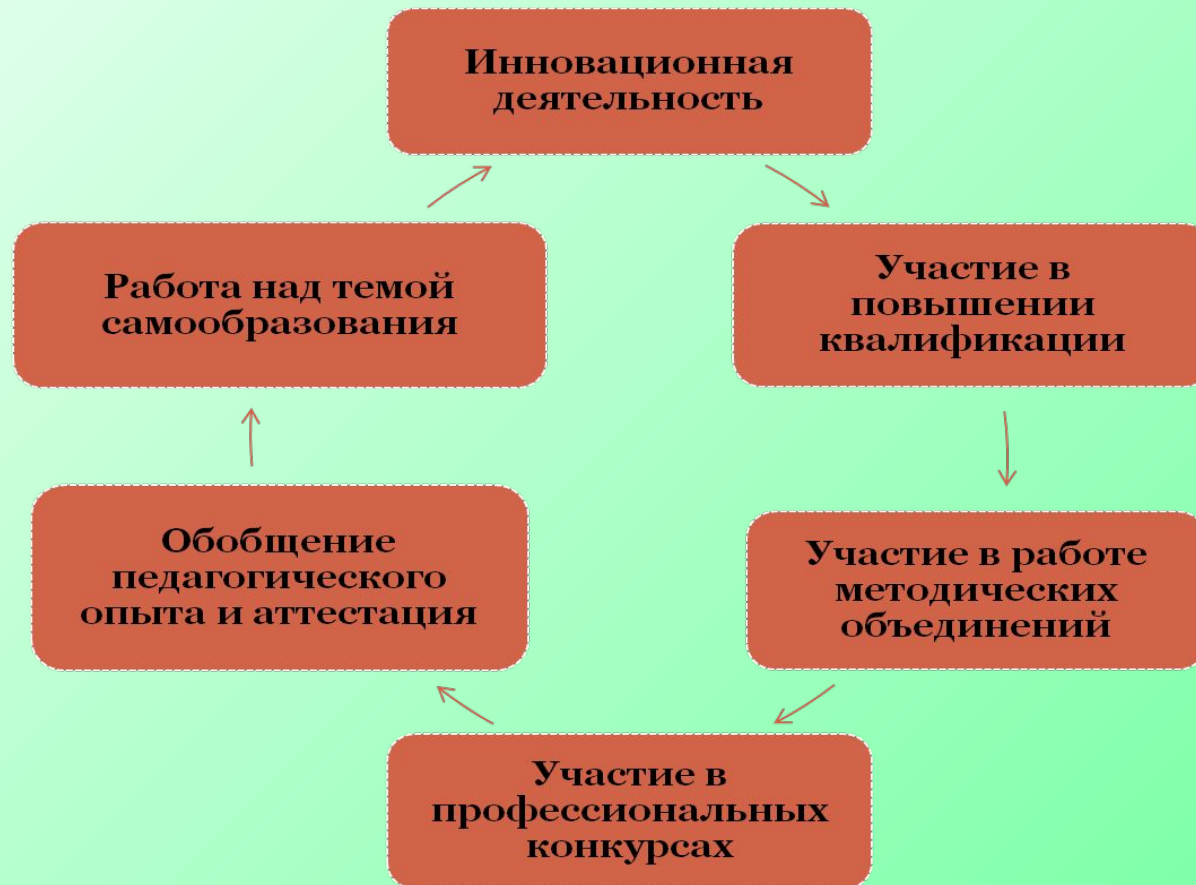 Инновационная
деятельность
Участие в
повышении
квалификации
Участие в работе
методических
объединений
Участие в
профессиональных
конкурсах
Обобщение
педагогического
опыта и аттестация
Работа над темой
самообразования